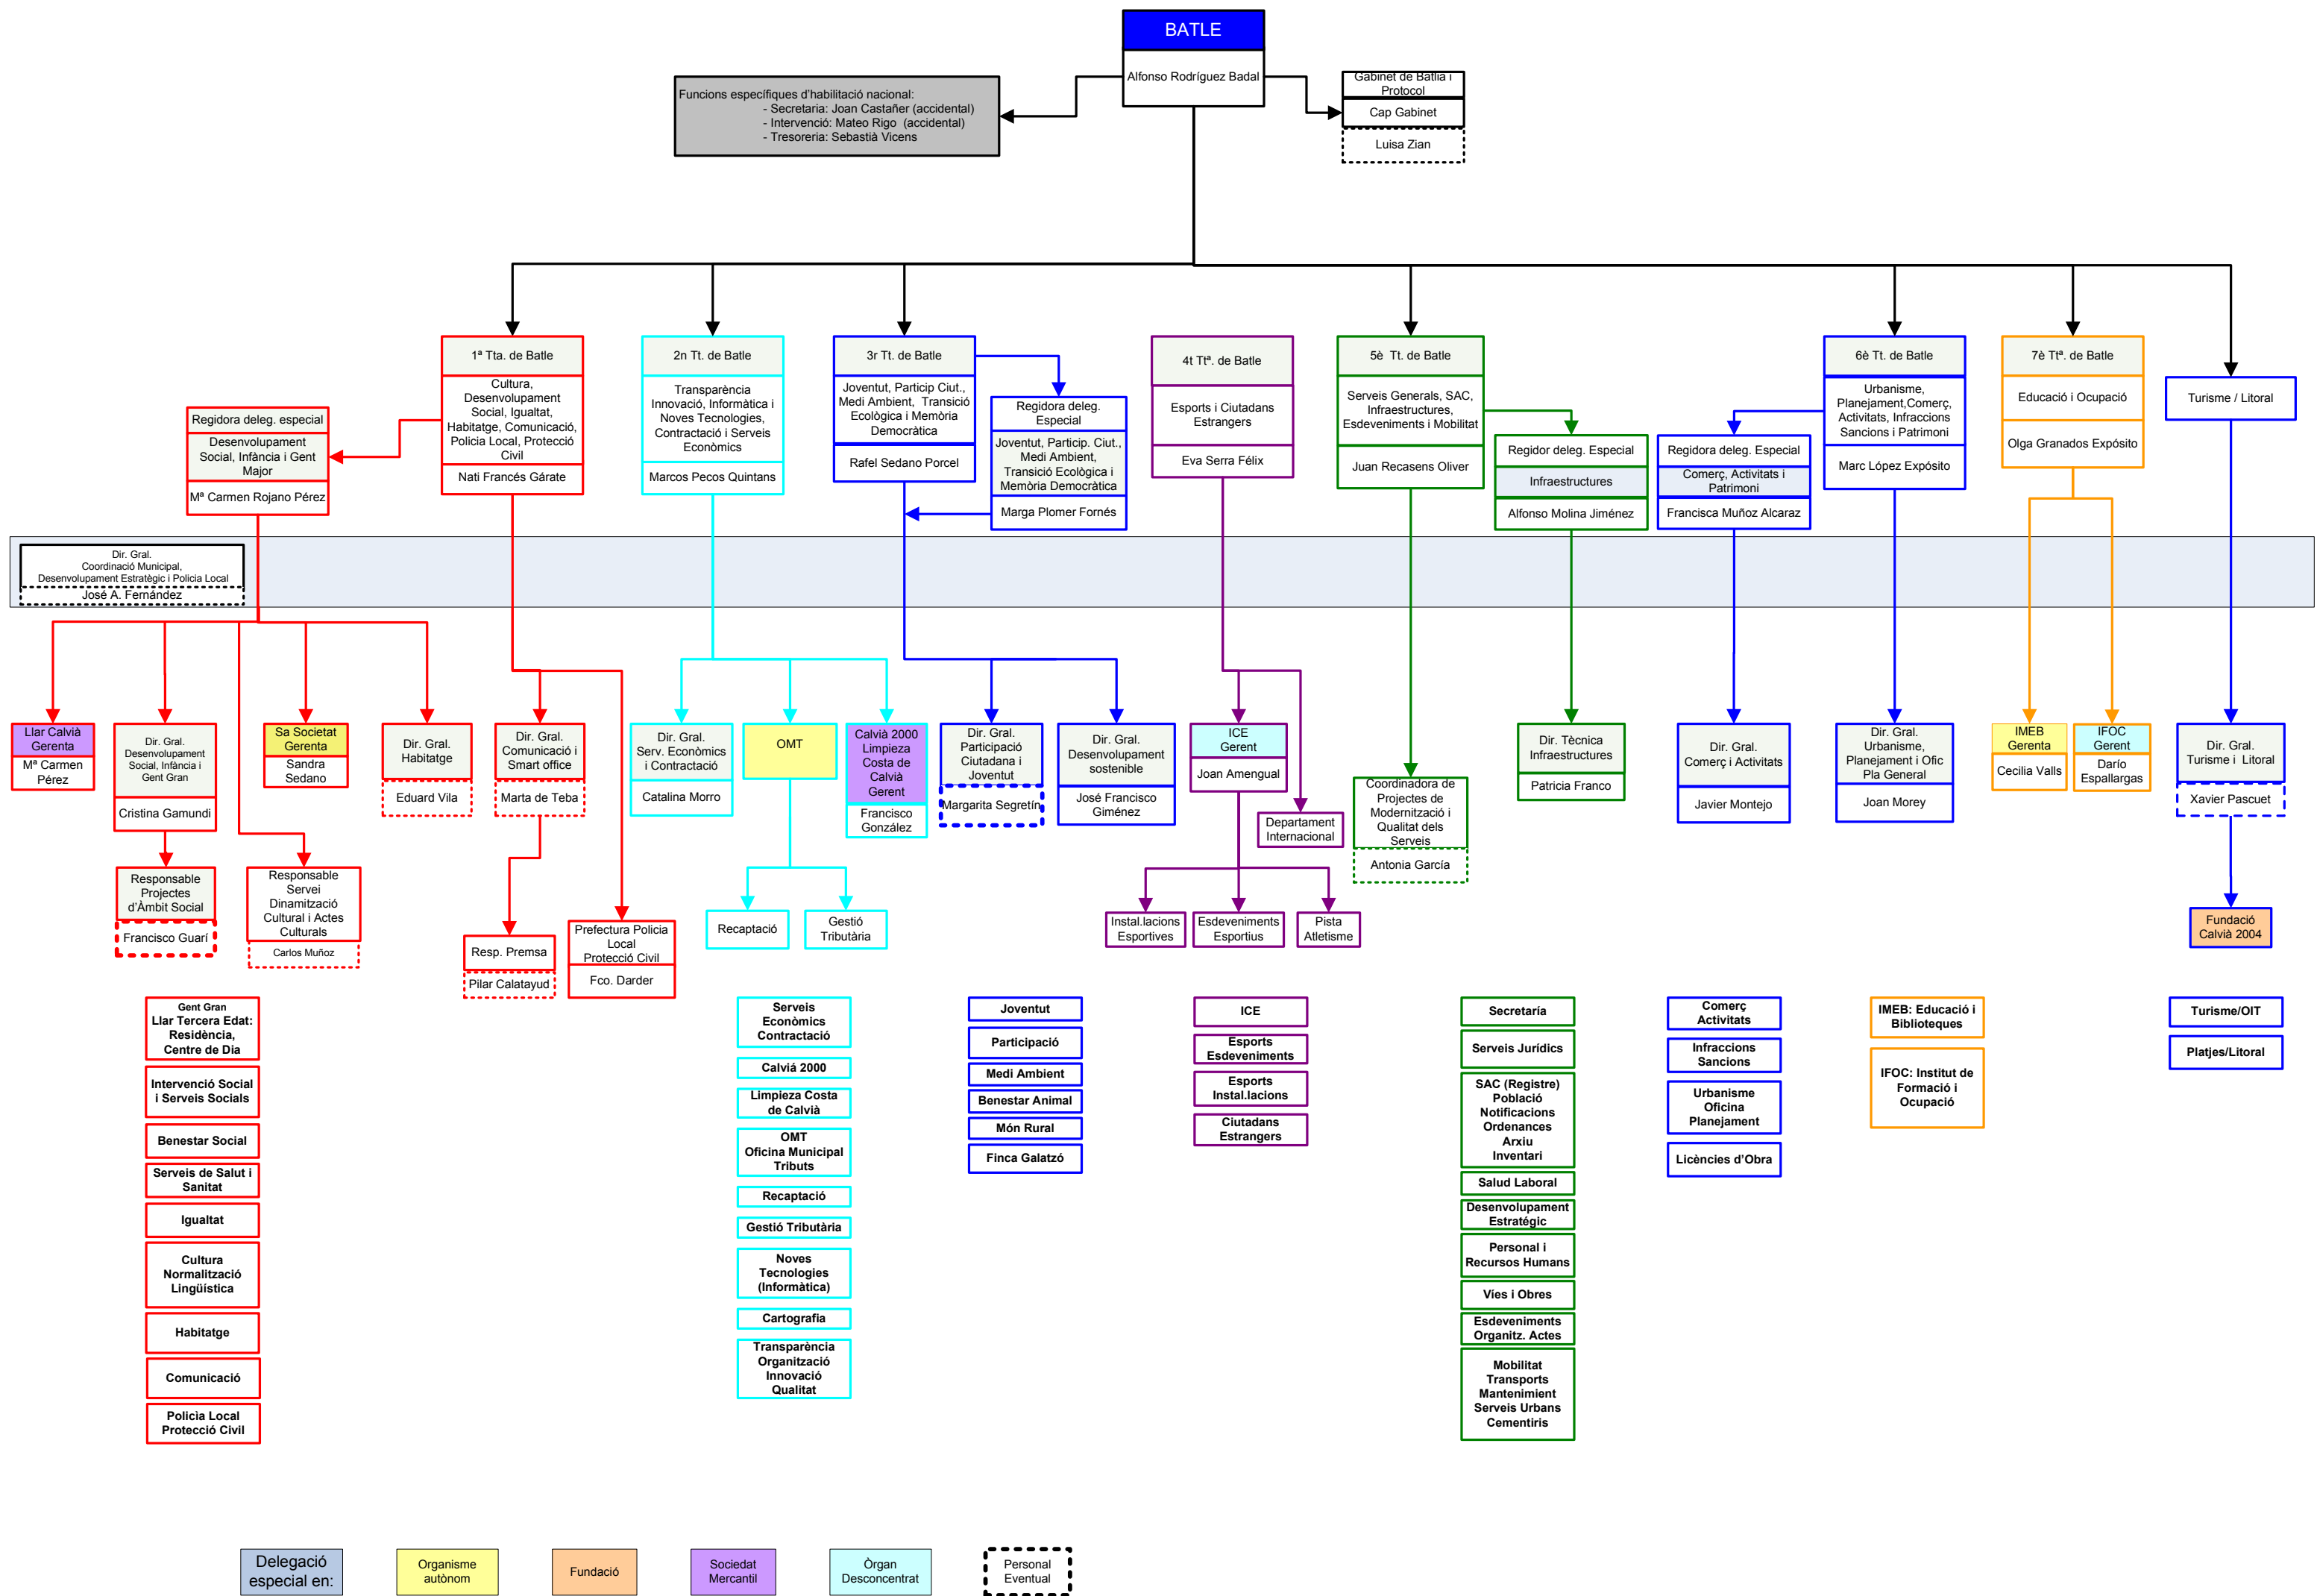 BATLE
Alfonso Rodríguez Badal
Funcions específiques d'habilitació nacional:
- Secretaria: Joan Castañer (accidental)
- Intervenció: Mateo Rigo (accidental)
- Tresoreria: Sebastià Vicens
Gabinet de Batlia i
Protocol
Cap Gabinet
Luisa Zian
1ª Tta. de Batle
Cultura,
Desenvolupament
Social, Igualtat,
Habitatge, Comunicació,
Policia Local, Protecció
Civil
Nati Francés Gárate
Regidora deleg. especial
Desenvolupament
Social, Infància i Gent
Major
Mª Carmen Rojano Pérez
2n Tt. de Batle
Transparència
Innovació, Informàtica i
Noves Tecnologies,
Contractació i Serveis
Econòmics
Marcos Pecos Quintans
3r Tt. de Batle
Joventut, Particip Ciut.,
Medi Ambient, Transició
Ecològica i Memòria
Democràtica
Rafel Sedano Porcel
Regidora deleg.
Especial
Joventut, Particip. Ciut.,
Medi Ambient,
Transició Ecològica i
Memòria Democràtica
Marga Plomer Fornés
4t Ttª. de Batle
Esports i Ciutadans
Estrangers
Eva Serra Félix
5è Tt. de Batle
Serveis Generals, SAC,
Infraestructures,
Esdeveniments i Mobilitat
Juan Recasens Oliver
Regidor deleg. Especial
Infraestructures
Alfonso Molina Jiménez
Regidora deleg. Especial
Comerç, Activitats i
Patrimoni
Francisca Muñoz Alcaraz
6è Tt. de Batle
Urbanisme,
Planejament,Comerç,
Activitats, Infraccions
Sancions i Patrimoni
Marc López Expósito
7è Ttª. de Batle
Educació i Ocupació
Olga Granados Expósito
Turisme / Litoral
Dir. Gral.
Coordinació Municipal,
Desenvolupament Estratègic i Policia Local
José A. Fernández
Llar Calvià
Gerenta
Mª Carmen
Pérez
Dir. Gral.
Desenvolupament
Social, Infància i
Gent Gran
Cristina Gamundi
Sa Societat
Gerenta
Sandra
Sedano
Dir. Gral.
Habitatge
Eduard Vila
Dir. Gral.
Comunicació i
Smart office
Marta de Teba
Dir. Gral.
Serv. Econòmics
i Contractació
Catalina Morro
OMT
Calvià 2000
Limpieza
Costa de
Calvià
Gerent
Francisco
González
Dir. Gral.
Participació
Ciutadana i
Joventut
Margarita Segretín
Dir. Gral.
Desenvolupament
sostenible
José Francisco
Giménez
ICE
Gerent
Joan Amengual
Departament
Internacional
Coordinadora de
Projectes de
Modernització i
Qualitat dels
Serveis
Antonia García
Dir. Tècnica
Infraestructures
Patricia Franco
Dir. Gral.
Comerç i Activitats
Javier Montejo
Dir. Gral.
Urbanisme,
Planejament i Ofic
Pla General
Joan Morey
IMEB
Gerenta
Cecilia Valls
IFOC
Gerent
Darío
Espallargas
Dir. Gral.
Turisme i Litoral
Xavier Pascuet
Responsable
Projectes
d'Àmbit Social
Francisco Guarí
Responsable
Servei
Dinamització
Cultural i Actes
Culturals
Carlos Muñoz
Resp. Premsa
Pilar Calatayud
Prefectura Policia
Local
Protecció Civil
Fco. Darder
Recaptació
Gestió
Tributària
Instal.lacions
Esportives
Esdeveniments
Esportius
Pista
Atletisme
Fundació
Calvià 2004
Gent Gran
Llar Tercera Edat:
Residència,
Centre de Dia
Intervenció Social
i Serveis Socials
Benestar Social
Serveis de Salut i
Sanitat
Igualtat
Cultura
Normalització
Lingüística
Habitatge
Comunicació
Policia Local
Protecció Civil
Serveis
Econòmics
Contractació
Calviá 2000
Limpieza Costa
de Calvià
OMT
Oficina Municipal
Tributs
Recaptació
Gestió Tributària
Noves
Tecnologies
(Informàtica)
Cartografia
Transparència
Organització
Innovació
Qualitat
Joventut
Participació
Medi Ambient
Benestar Animal
Món Rural
Finca Galatzó
ICE
Esports
Esdeveniments
Esports
Instal.lacions
Ciutadans
Estrangers
Secretaría
Serveis Jurídics
SAC (Registre)
Població
Notificacions
Ordenances
Arxiu
Inventari
Salud Laboral
Desenvolupament
Estratégic
Personal i
Recursos Humans
Víes i Obres
Esdeveniments
Organitz. Actes
Mobilitat
Transports
Mantenimient
Serveis Urbans
Cementiris
Comerç
Activitats
Infraccions
Sancions
Urbanisme
Oficina
Planejament
Licències d'Obra
IMEB: Educació i
Biblioteques
IFOC: Institut de
Formació i
Ocupació
Turisme/OIT
Platjes/Litoral
Delegació
especial en:
Organisme
autònom
Fundació
Sociedat
Mercantil
Òrgan
Desconcentrat
Personal
Eventual